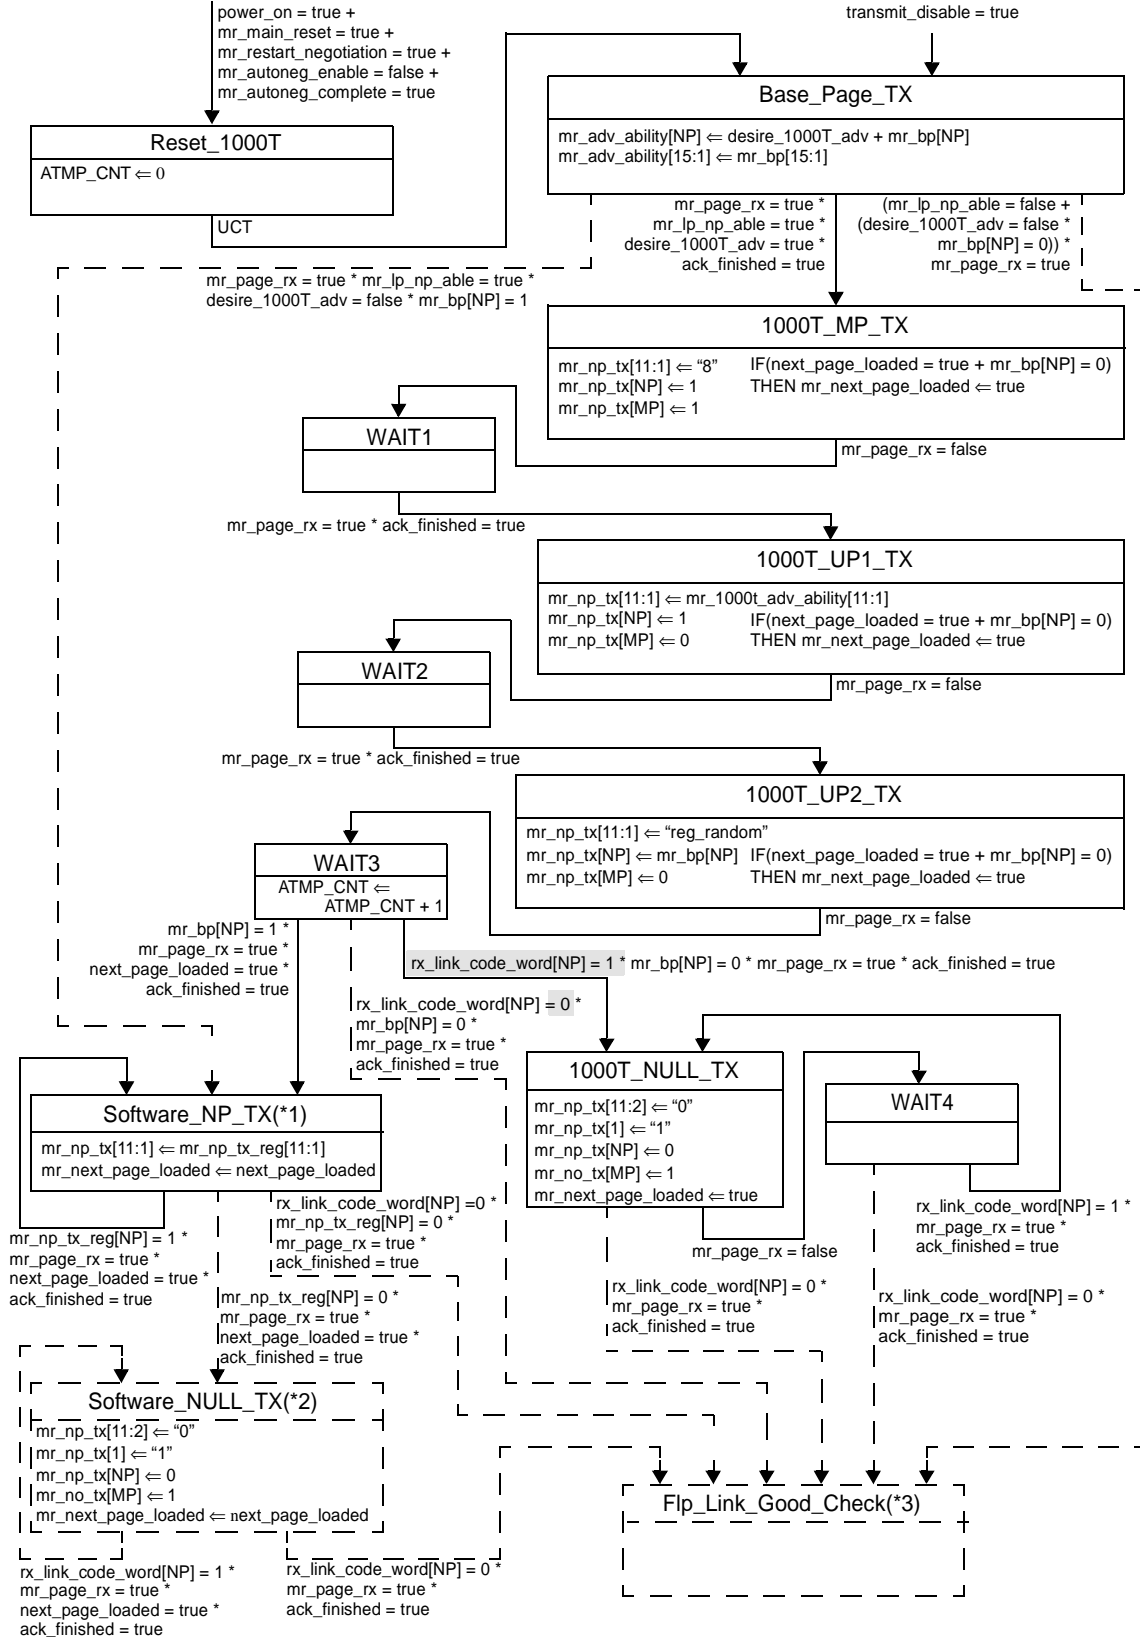 power_on = true +
mr_main_reset = true +
mr_restart_negotiation = true +
mr_autoneg_enable = false +
mr_autoneg_complete = true
transmit_disable = true
Reset_1000T
ATMP_CNT ⇐ 0
UCT
Base_Page_TX
mr_adv_ability[NP] ⇐ desire_1000T_adv + mr_bp[NP]
mr_adv_ability[15:1] ⇐ mr_bp[15:1]
mr_page_rx = true *
mr_lp_np_able = true *
desire_1000T_adv = true *
ack_finished = true
(mr_lp_np_able = false +
(desire_1000T_adv = false *
mr_bp[NP] = 0)) *
mr_page_rx = true
mr_page_rx = true * mr_lp_np_able = true *
desire_1000T_adv = false * mr_bp[NP] = 1
1000T_MP_TX
mr_np_tx[11:1] ⇐ “8” IF(next_page_loaded = true + mr_bp[NP] = 0)
mr_np_tx[NP] ⇐ 1 THEN mr_next_page_loaded ⇐ true
mr_np_tx[MP] ⇐ 1
mr_page_rx = false
WAIT1
mr_page_rx = true * ack_finished = true
1000T_UP1_TX
mr_np_tx[11:1] ⇐ mr_1000t_adv_ability[11:1]
mr_np_tx[NP] ⇐ 1 IF(next_page_loaded = true + mr_bp[NP] = 0)
mr_np_tx[MP] ⇐ 0 THEN mr_next_page_loaded ⇐ true
mr_page_rx = false
WAIT2
mr_page_rx = true * ack_finished = true
1000T_UP2_TX
mr_np_tx[11:1] ⇐ “reg_random”
mr_np_tx[NP] ⇐ mr_bp[NP] IF(next_page_loaded = true + mr_bp[NP] = 0)
mr_np_tx[MP] ⇐ 0 THEN mr_next_page_loaded ⇐ true
mr_page_rx = false
WAIT3
ATMP_CNT ⇐
ATMP_CNT + 1
mr_bp[NP] = 1 *
mr_page_rx = true *
next_page_loaded = true *
ack_finished = true
rx_link_code_word[NP] = 1 * mr_bp[NP] = 0 * mr_page_rx = true * ack_finished = true
rx_link_code_word[NP] = 0 *
mr_bp[NP] = 0 *
mr_page_rx = true *
ack_finished = true
1000T_NULL_TX
mr_np_tx[11:2] ⇐ “0”
mr_np_tx[1] ⇐ “1”
mr_np_tx[NP] ⇐ 0
mr_no_tx[MP] ⇐ 1
mr_next_page_loaded ⇐ true
mr_page_rx = false
WAIT4
rx_link_code_word[NP] = 1 *
mr_page_rx = true *
ack_finished = true
Software_NP_TX(*1)
mr_np_tx[11:1] ⇐ mr_np_tx_reg[11:1]
mr_next_page_loaded ⇐ next_page_loaded
mr_np_tx_reg[NP] = 1 *
mr_page_rx = true *
next_page_loaded = true *
ack_finished = true
rx_link_code_word[NP] =0 *
mr_np_tx_reg[NP] = 0 *
mr_page_rx = true *
ack_finished = true
mr_np_tx_reg[NP] = 0 *
mr_page_rx = true *
next_page_loaded = true *
ack_finished = true
rx_link_code_word[NP] = 0 *
mr_page_rx = true *
ack_finished = true
rx_link_code_word[NP] = 0 *
mr_page_rx = true *
ack_finished = true
Software_NULL_TX(*2)
mr_np_tx[11:2] ⇐ “0”
mr_np_tx[1] ⇐ “1”
mr_np_tx[NP] ⇐ 0
mr_no_tx[MP] ⇐ 1
mr_next_page_loaded ⇐ next_page_loaded
rx_link_code_word[NP] = 1 *
mr_page_rx = true *
next_page_loaded = true *
ack_finished = true
rx_link_code_word[NP] = 0 *
mr_page_rx = true *
ack_finished = true
Flp_Link_Good_Check(*3)